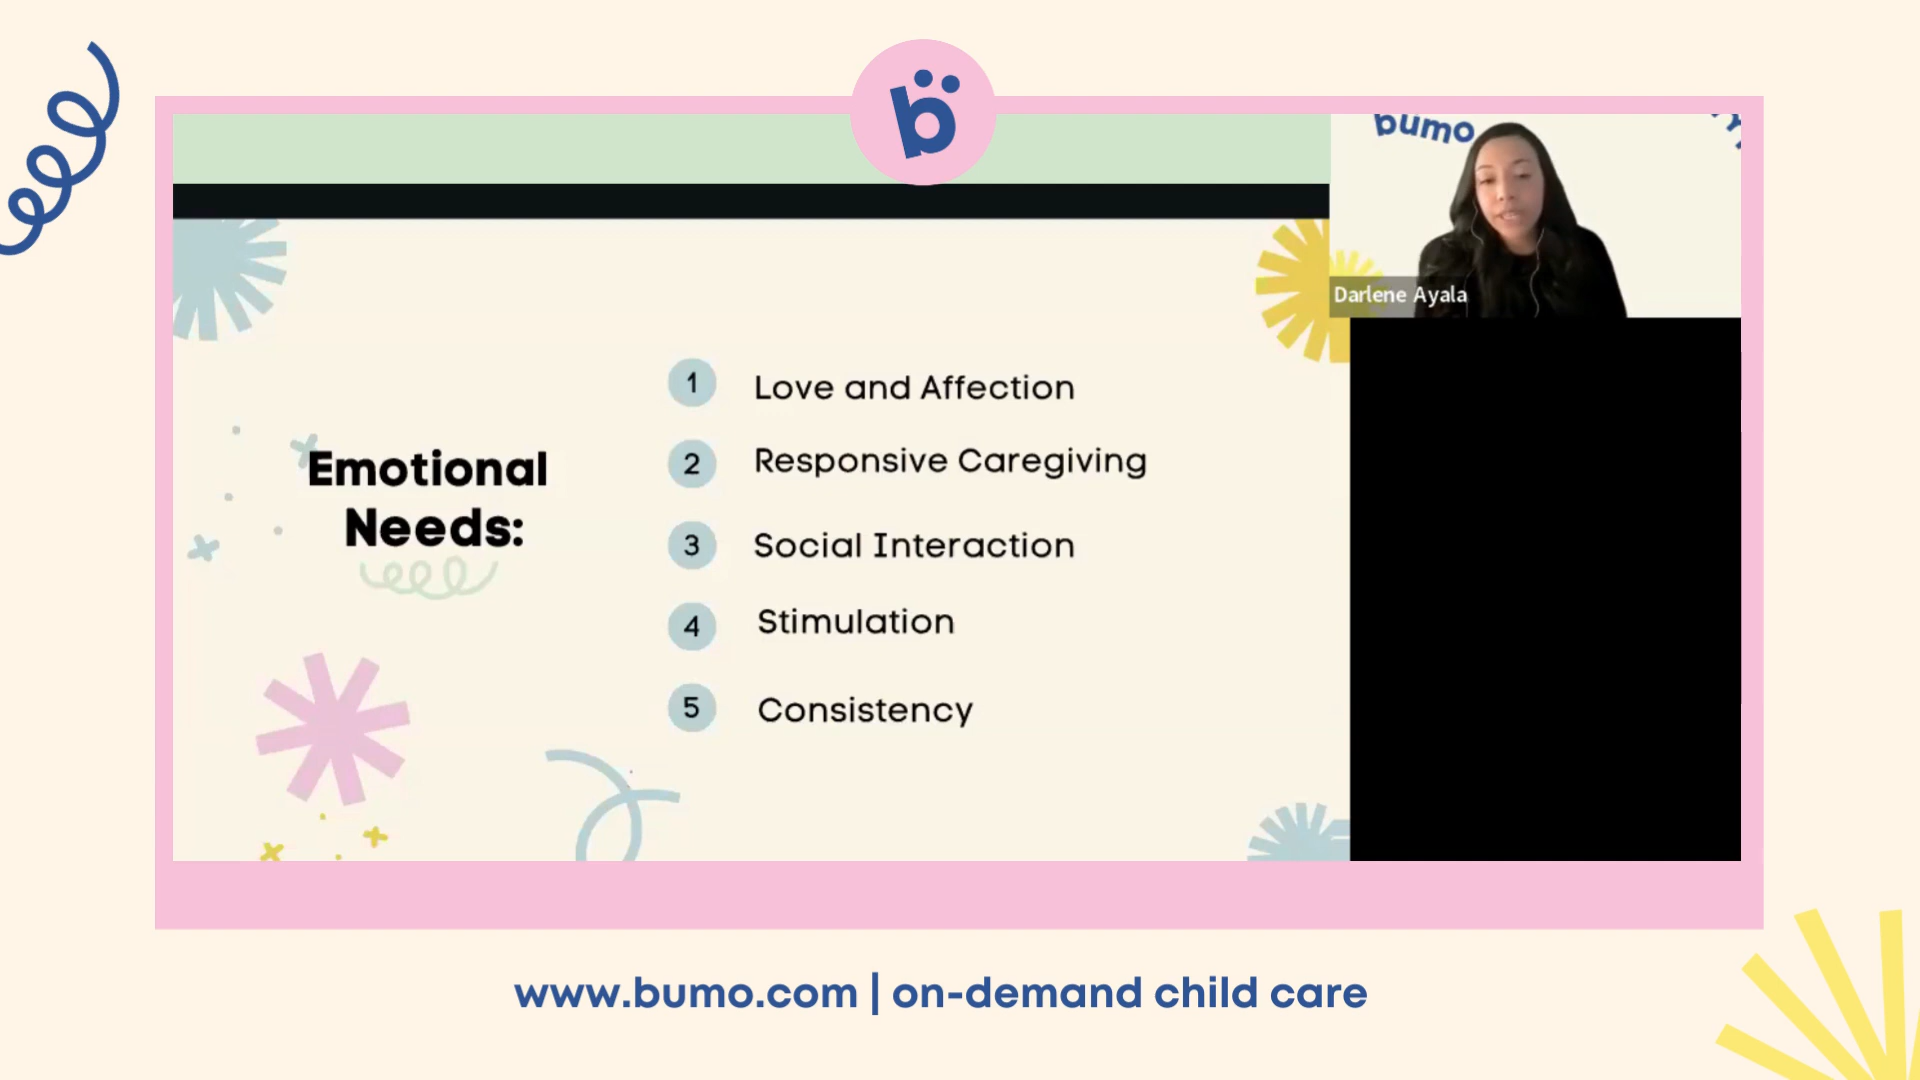 b
bumo
Darlene Ayala
Emotional
Needs:
1 Love and Affection
2 Responsive Caregiving
3 Social Interaction
4 Stimulation
5 Consistency
www.bumo.com | on-demand child care